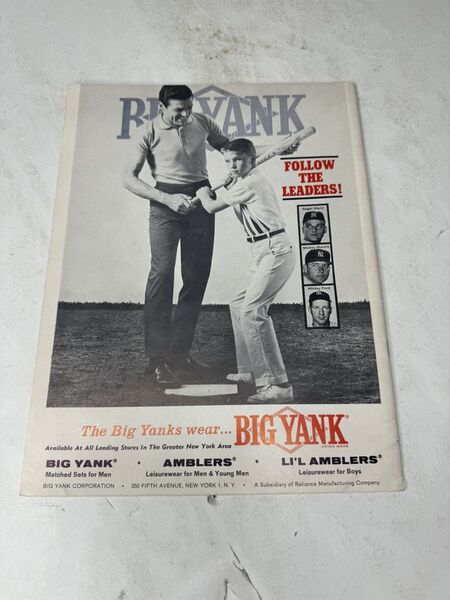 BIG YANK
FOLLOW
THE
LEADERS!
Roger Maris
Mickey Mantle
Whitey Ford
The Big Yanks wear... BIG YANK®
UNION MADE
Available At All Leading Stores In The Greater New York Area
BIG YANK® • AMBLERS® • LI'L AMBLERS®
Matched Sets for Men Leisurewear for Men & Young Men Leisurewear for Boys
BIG YANK CORPORATION • 350 FIFTH AVENUE, NEW YORK 1, N. Y. • A Subsidiary of Reliance Manufacturing Company